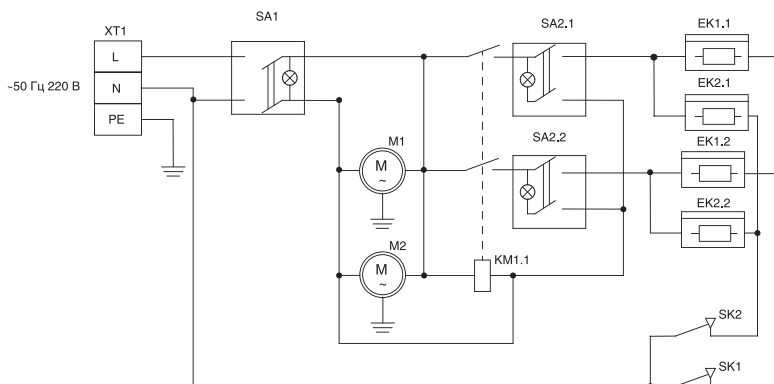 XT1
SA1
SA2.1
EK1.1
L
~50 Гц 220 В
N
EK2.1
PE
M1
SA2.2
EK1.2
M
~
EK2.2
M2
M
~
KM1.1
SK2
SK1